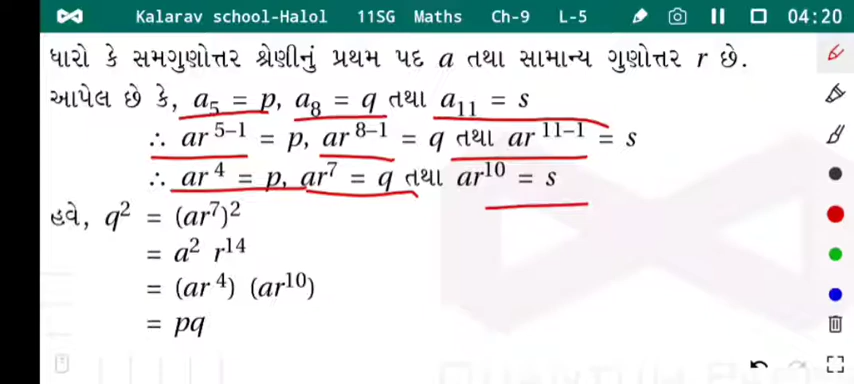 Kalarav school-Halol 11SG Maths Ch-9 L-5 04:20
ધારો કે સમગુણોત્તર શ્રેણીનું પ્રથમ પદ a તથા સામાન્ય ગુણોત્તર r છે.
આપેલ છે કે, a₅ = p, a₈ = q તથા a₁₁ = s
∴ ar⁵⁻¹ = p, ar⁸⁻¹ = q તથા ar¹¹⁻¹ = s
∴ ar⁴ = p, ar⁷ = q તથા ar¹⁰ = s
હવે, q² = (ar⁷)²
= a² r¹⁴
= (ar⁴) (ar¹⁰)
= pq